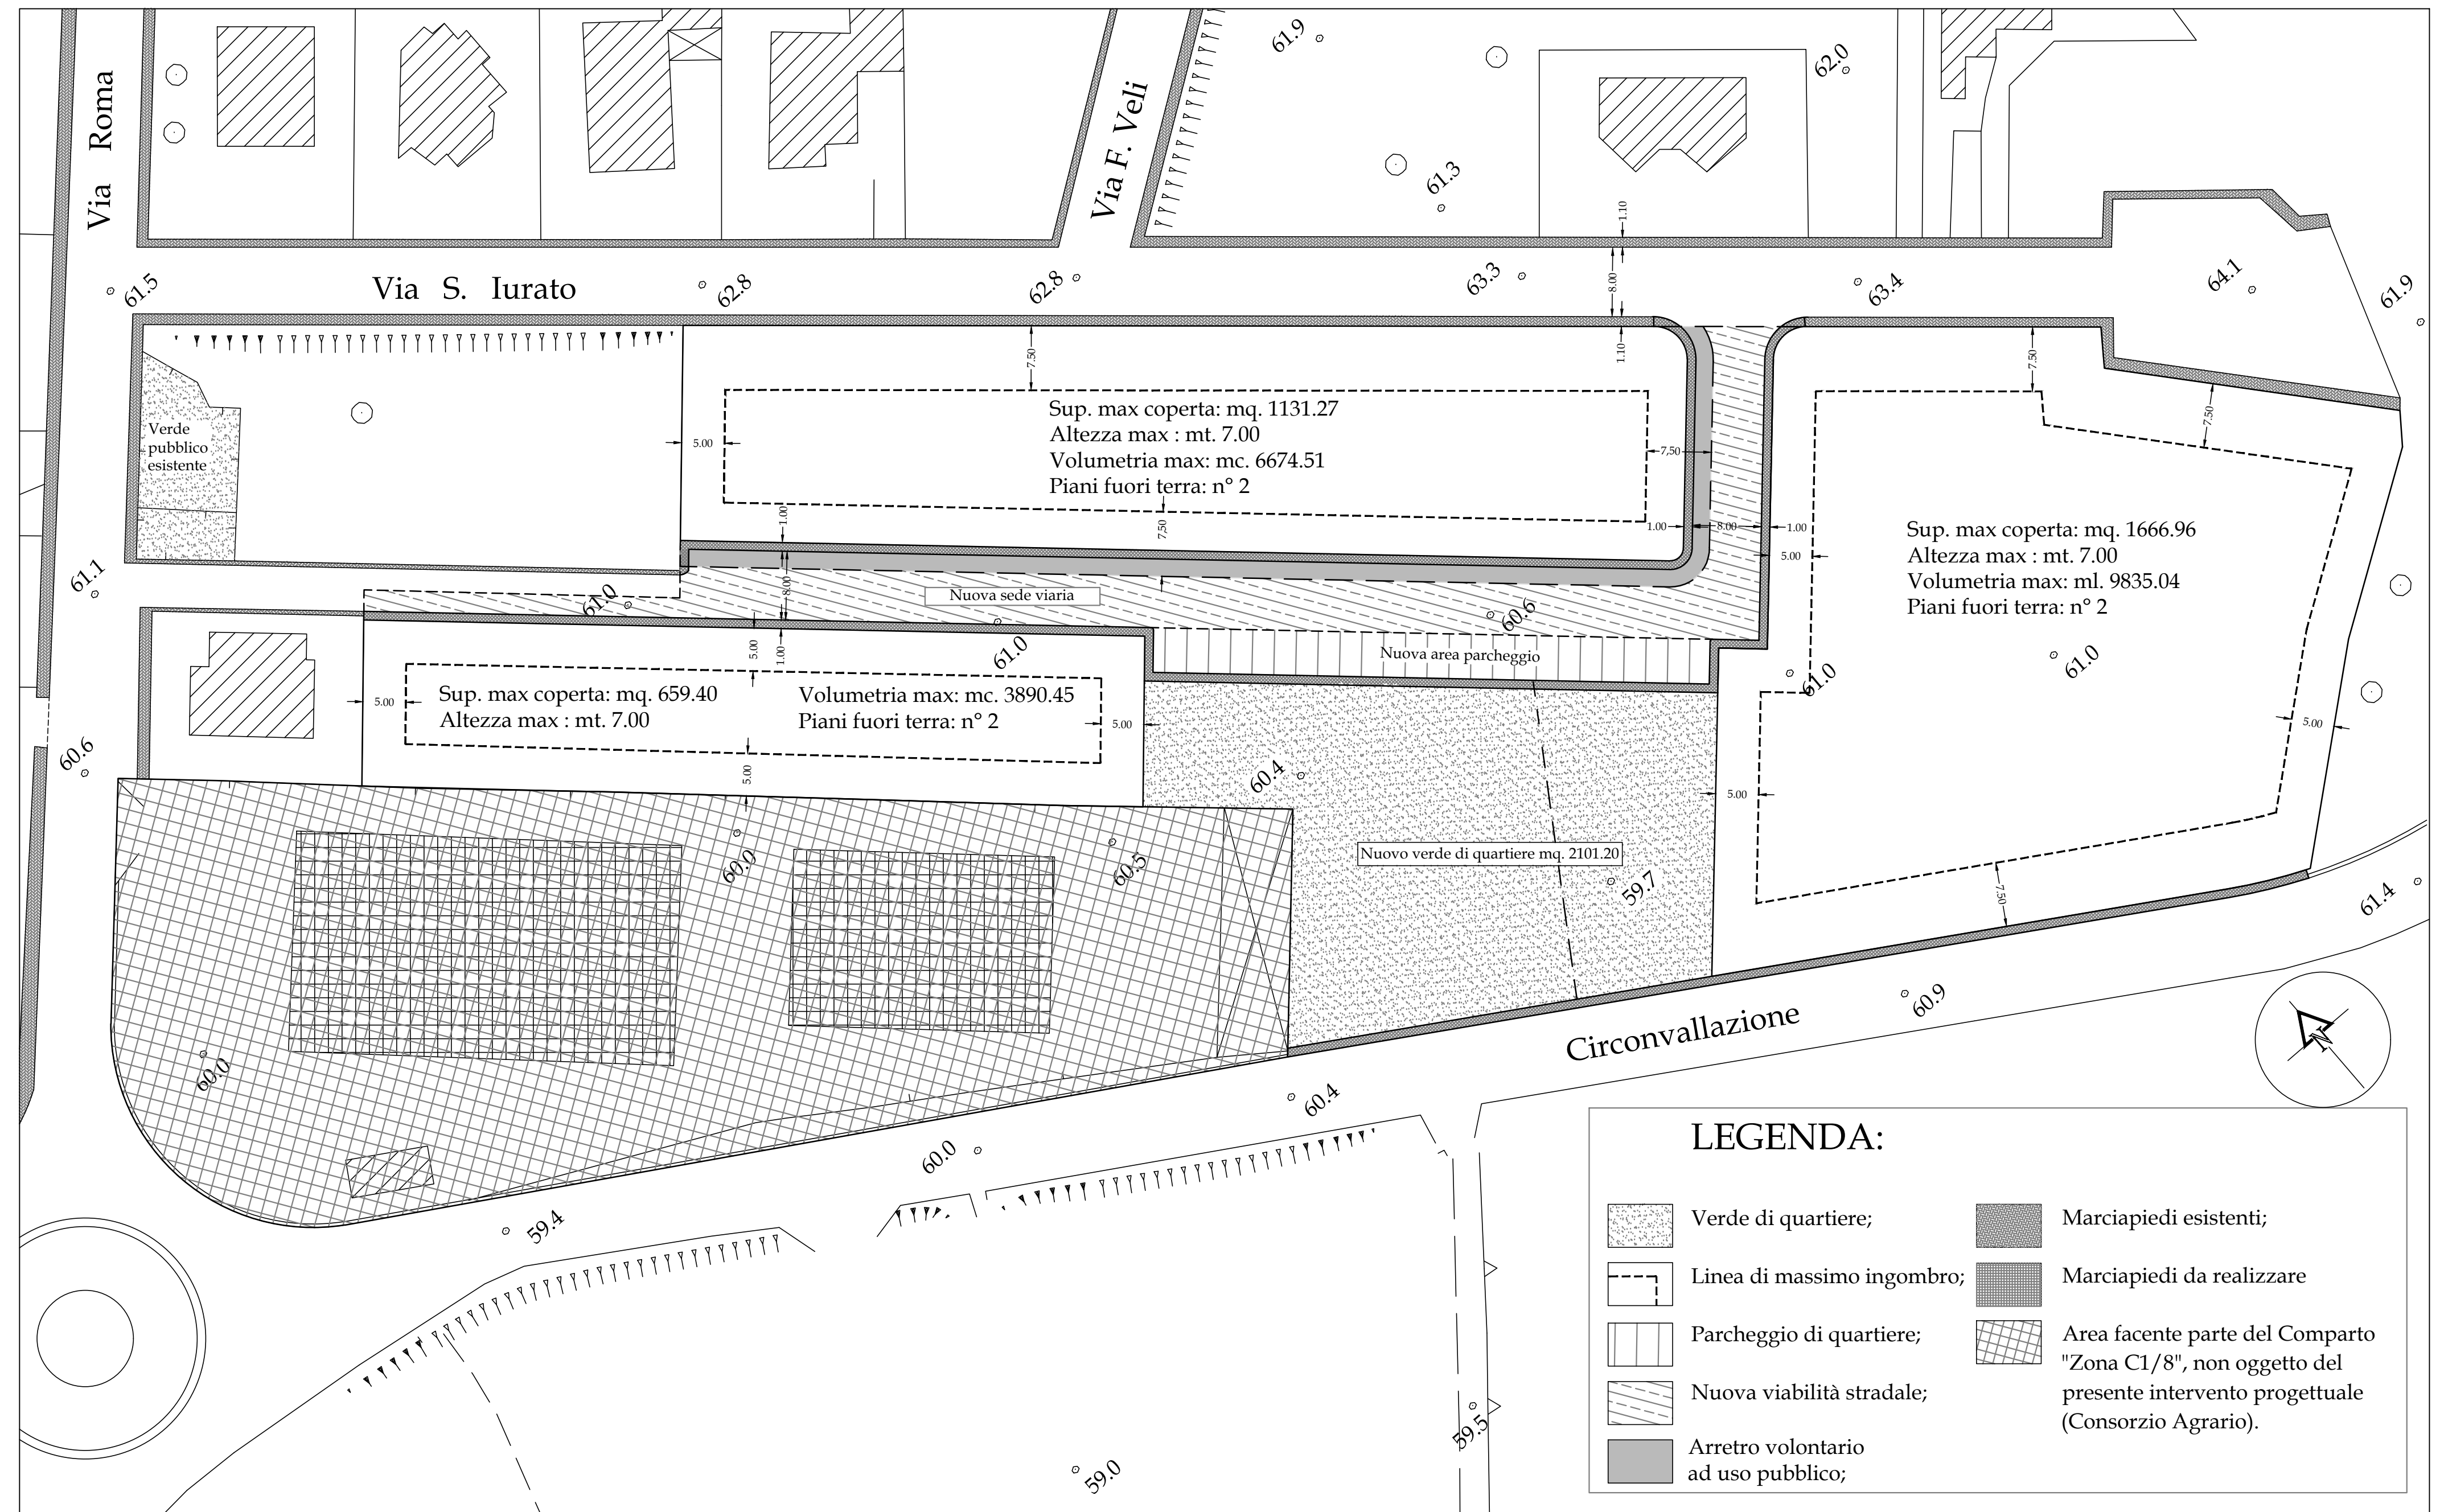 61.9
62.0
Via Roma
Via F. Veli
61.3
1.10
61.5
Via S. Iurato
62.8
62.8
63.3
8.00
63.4
64.1
61.9
7.50
1.10
7.50
7.50
Verde
pubblico
esistente
5.00
Sup. max coperta: mq. 1131.27
Altezza max : mt. 7.00
Volumetria max: mc. 6674.51
Piani fuori terra: n° 2
7,50
1.00
7,50
1.00
8.00
1.00
5.00
Sup. max coperta: mq. 1666.96
Altezza max : mt. 7.00
Volumetria max: ml. 9835.04
Piani fuori terra: n° 2
61.1
61.0
8.00
Nuova sede viaria
60.6
5.00
1.00
61.0
Nuova area parcheggio
61.0
61.0
5.00
Sup. max coperta: mq. 659.40
Altezza max : mt. 7.00
Volumetria max: mc. 3890.45
Piani fuori terra: n° 2
5.00
5.00
60.6
5.00
60.4
5.00
60.0
60.5
Nuovo verde di quartiere mq. 2101.20
59.7
7.50
61.4
60.0
Circonvallazione
60.9
N
60.4
60.0
59.4
59.5
59.0
LEGENDA:
Verde di quartiere;
Linea di massimo ingombro;
Parcheggio di quartiere;
Nuova viabilità stradale;
Arretro volontario
ad uso pubblico;
Marciapiedi esistenti;
Marciapiedi da realizzare
Area facente parte del Comparto
"Zona C1/8", non oggetto del
presente intervento progettuale
(Consorzio Agrario).